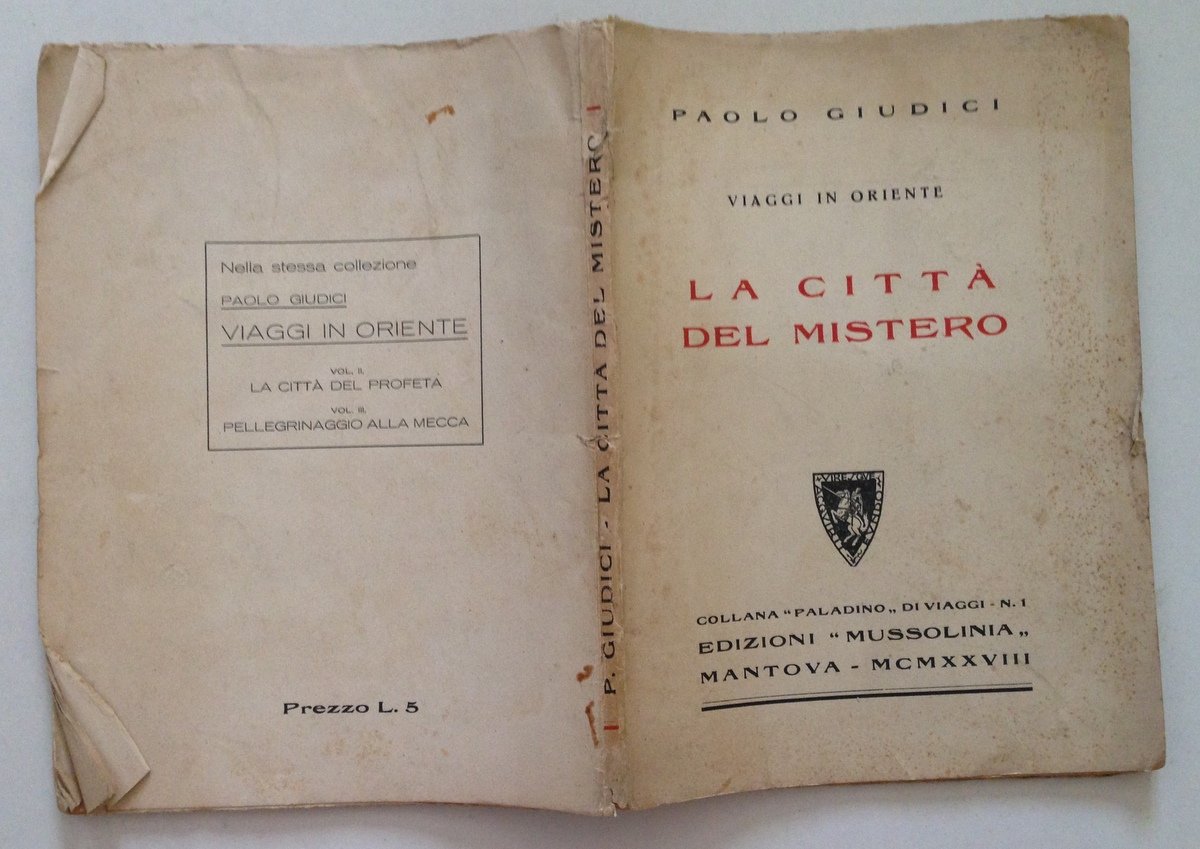 Nella stessa collezione
PAOLO GIUDICI
VIAGGI IN ORIENTE
VOL. II.
LA CITTÀ DEL PROFETA
VOL. III.
PELLEGRINAGGIO ALLA MECCA
Prezzo L. 5
P. GIUDICI - LA CITTÀ DEL MISTERO
PAOLO GIUDICI
VIAGGI IN ORIENTE
LA CITTÀ
DEL MISTERO
VIRESQVE
COLLANA "PALADINO„ DI VIAGGI - N. 1
EDIZIONI "MUSSOLINIA„
MANTOVA - MCMXXVIII